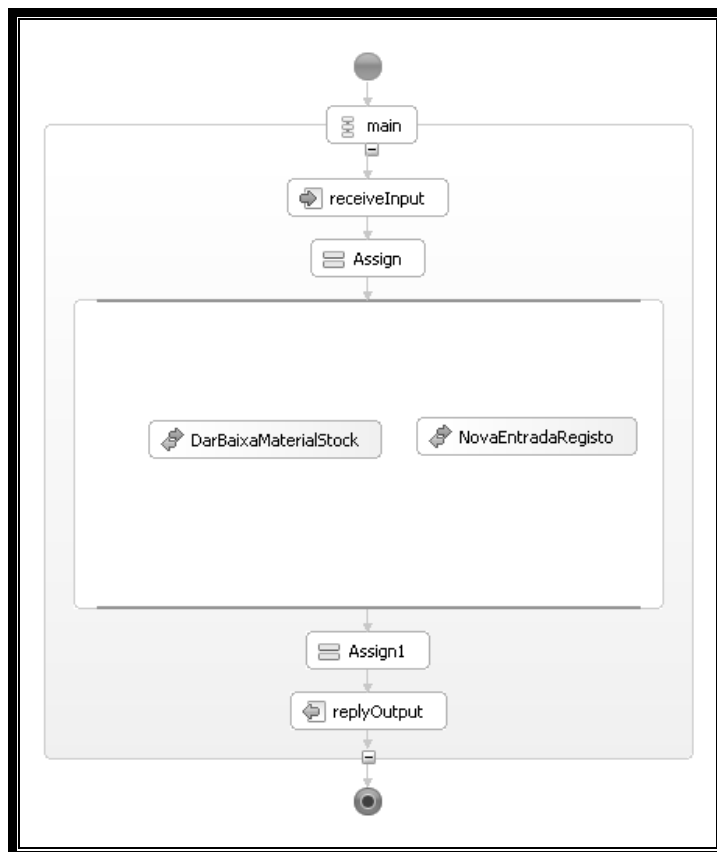 main
receiveInput
Assign
DarBaixaMaterialStock
NovaEntradaRegisto
Assign1
replyOutput